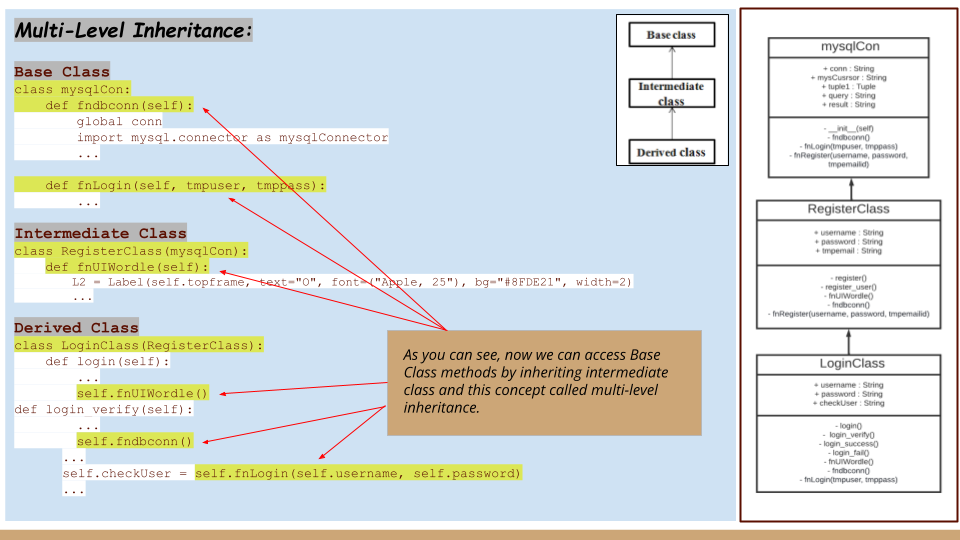 Multi-Level Inheritance:
Base Class
class mysqlCon:
    def fndbconn(self):
        global conn
        import mysql.connector as mysqlConnector
        ...
    def fnLogin(self, tmpuser, tmppass):
        ...
Intermediate Class
class RegisterClass(mysqlCon):
    def fnUIWordle(self):
        L2 = Label(self.topframe, text="O", font=("Apple, 25"), bg="#8FDE21", width=2)
        ...
Derived Class
class LoginClass(RegisterClass):
    def login(self):
        ...
        self.fnUIWordle()
def login_verify(self):
        ...
        self.fndbconn()
      ...
      self.checkUser = self.fnLogin(self.username, self.password)
      ...
As you can see, now we can access Base
Class methods by inheriting intermediate
class and this concept called multi-level
inheritance.
Base class
Intermediate
class
Derived class
mysqlCon
+ conn : String
+ mysCusrsor : String
+ tuple1 : Tuple
+ query : String
+ result : String
- __init__(self)
- fndbconn()
- fnLogin(tmpuser, tmppass)
- fnRegister(username, password,
tmpemailid)
RegisterClass
+ username : String
+ password : String
+ tmpemail : String
- register()
- register_user()
- fnUIWordle()
- fndbconn()
- fnRegister(username, password, tmpemailid)
LoginClass
+ username : String
+ password : String
+ checkUser : String
- login()
- login_verify()
- login_success()
- login_fail()
- fnUIWordle()
- fndbconn()
- fnLogin(tmpuser, tmppass)